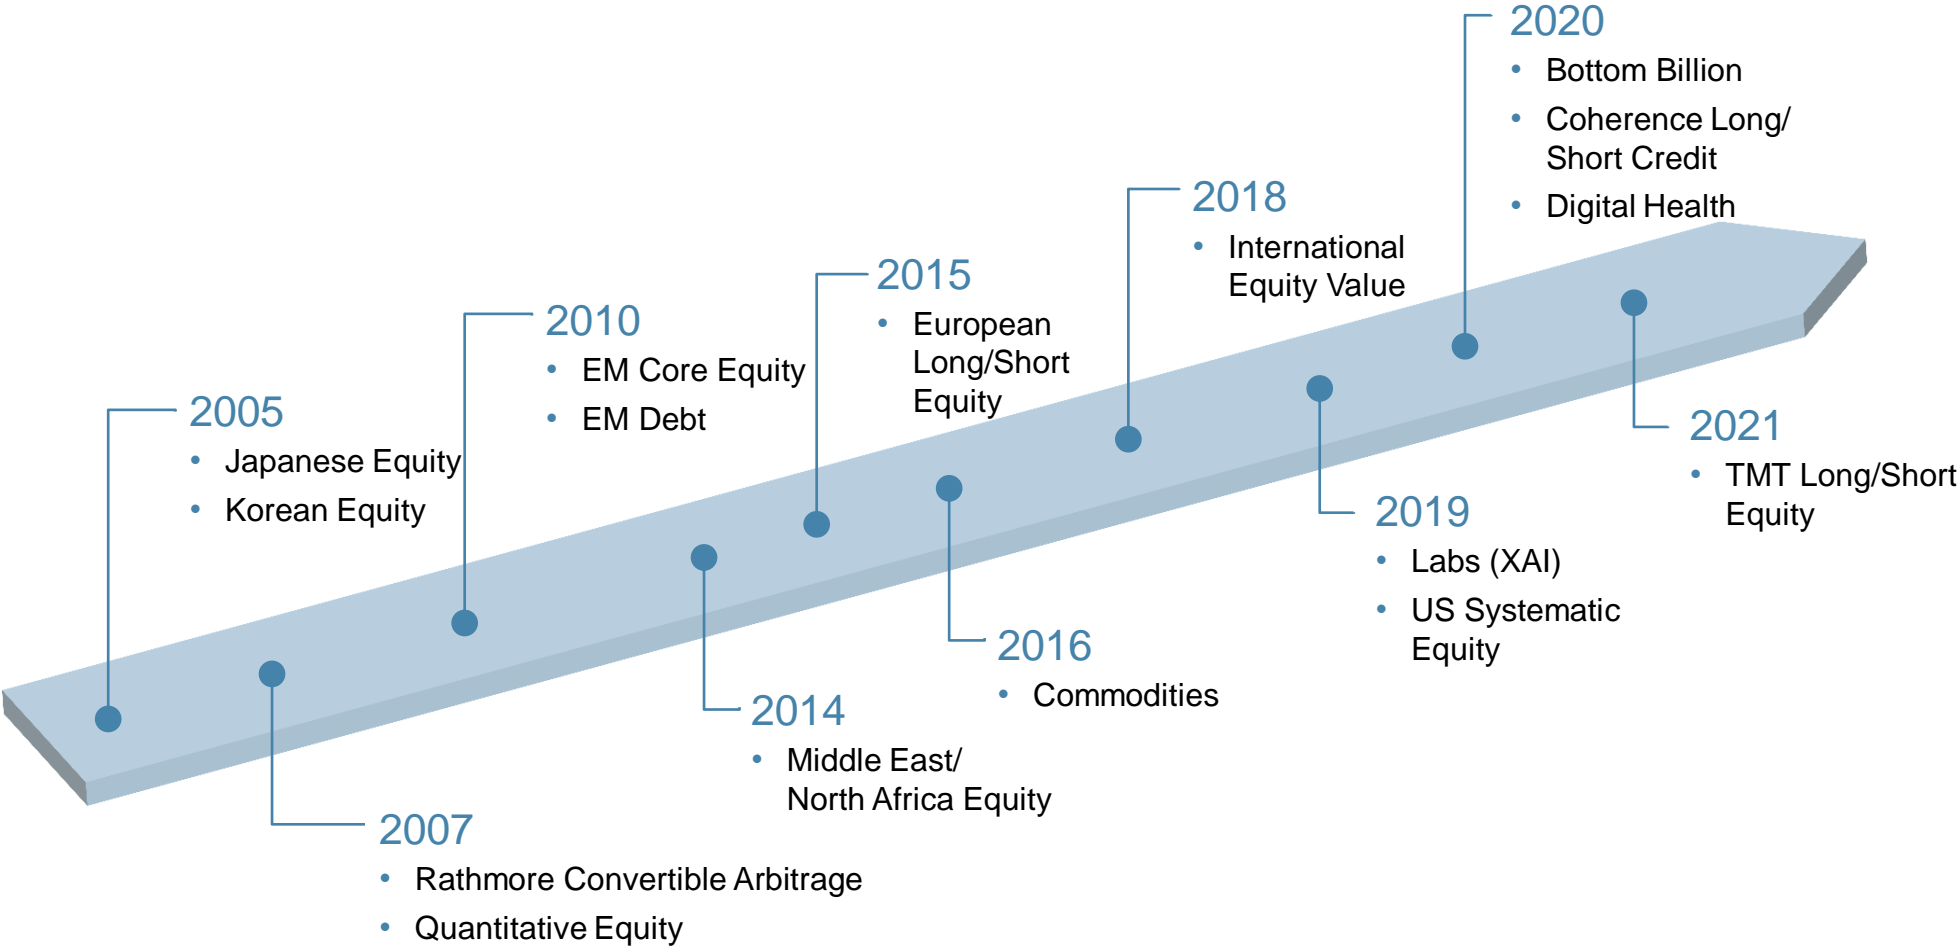 2005
• Japanese Equity
• Korean Equity
2007
• Rathmore Convertible Arbitrage
• Quantitative Equity
2010
• EM Core Equity
• EM Debt
2014
• Middle East/
North Africa Equity
2015
• European
Long/Short
Equity
2016
• Commodities
2018
• International
Equity Value
2019
• Labs (XAI)
• US Systematic
Equity
2020
• Bottom Billion
• Coherence Long/
Short Credit
• Digital Health
2021
• TMT Long/Short
Equity